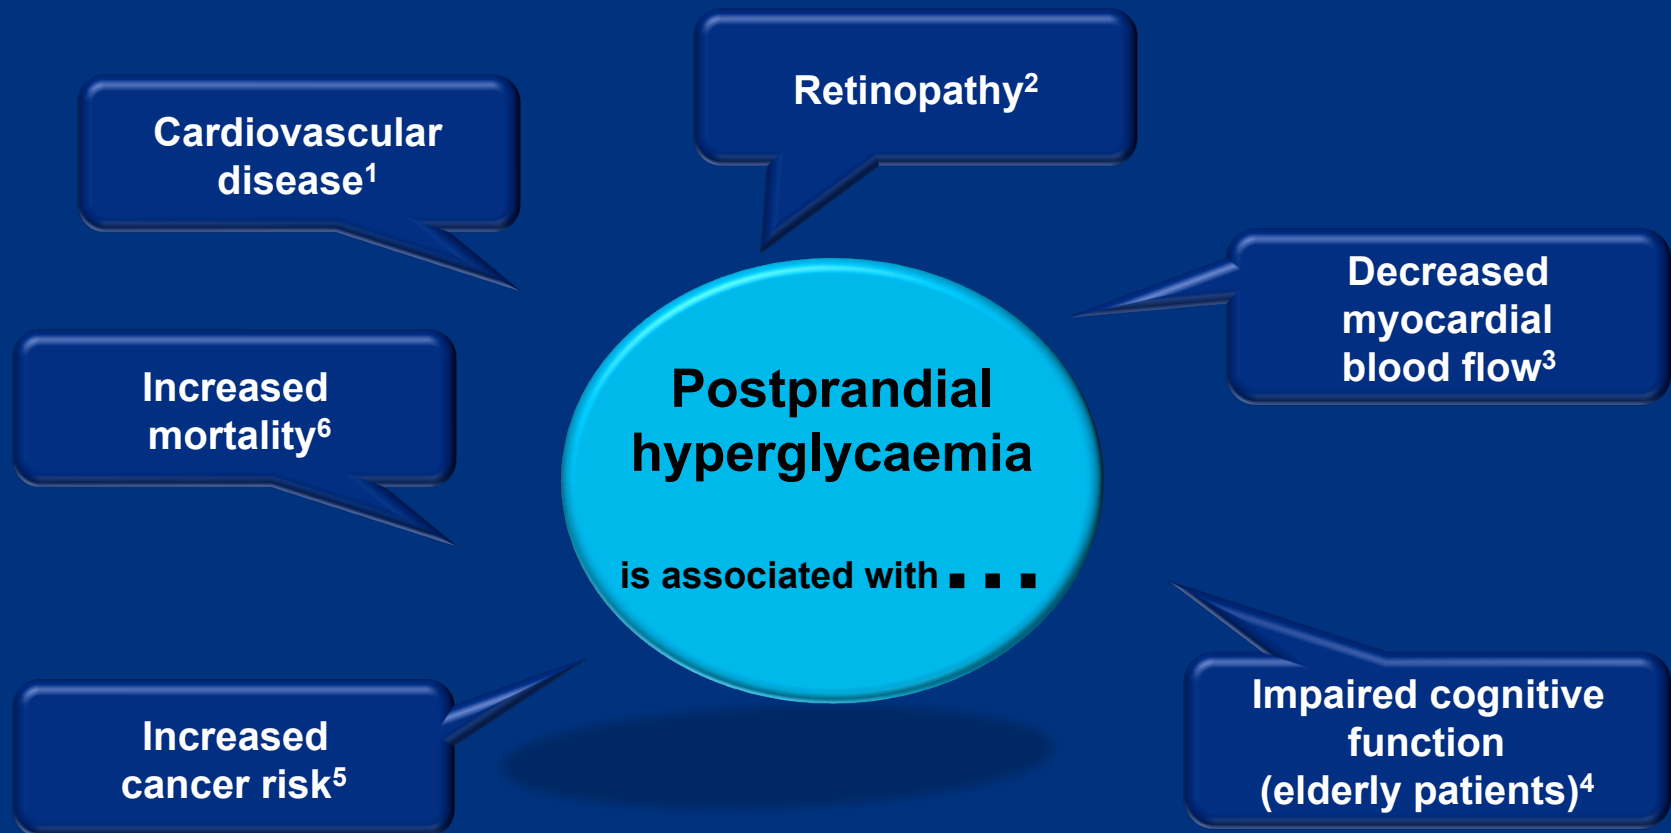 Retinopathy²
Cardiovascular
disease¹
Decreased
myocardial
blood flow³
Postprandial
hyperglycaemia
is associated with ▪ ▪ ▪
Increased
mortality⁶
Impaired cognitive
function
(elderly patients)⁴
Increased
cancer risk⁵